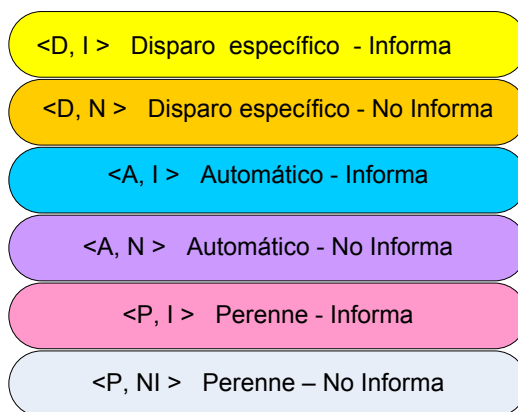 <D, I > Disparo específico - Informa
<D, N > Disparo específico - No Informa
<A, I > Automático - Informa
<A, N > Automático - No Informa
<P, I > Perenne - Informa
<P, NI > Perenne – No Informa